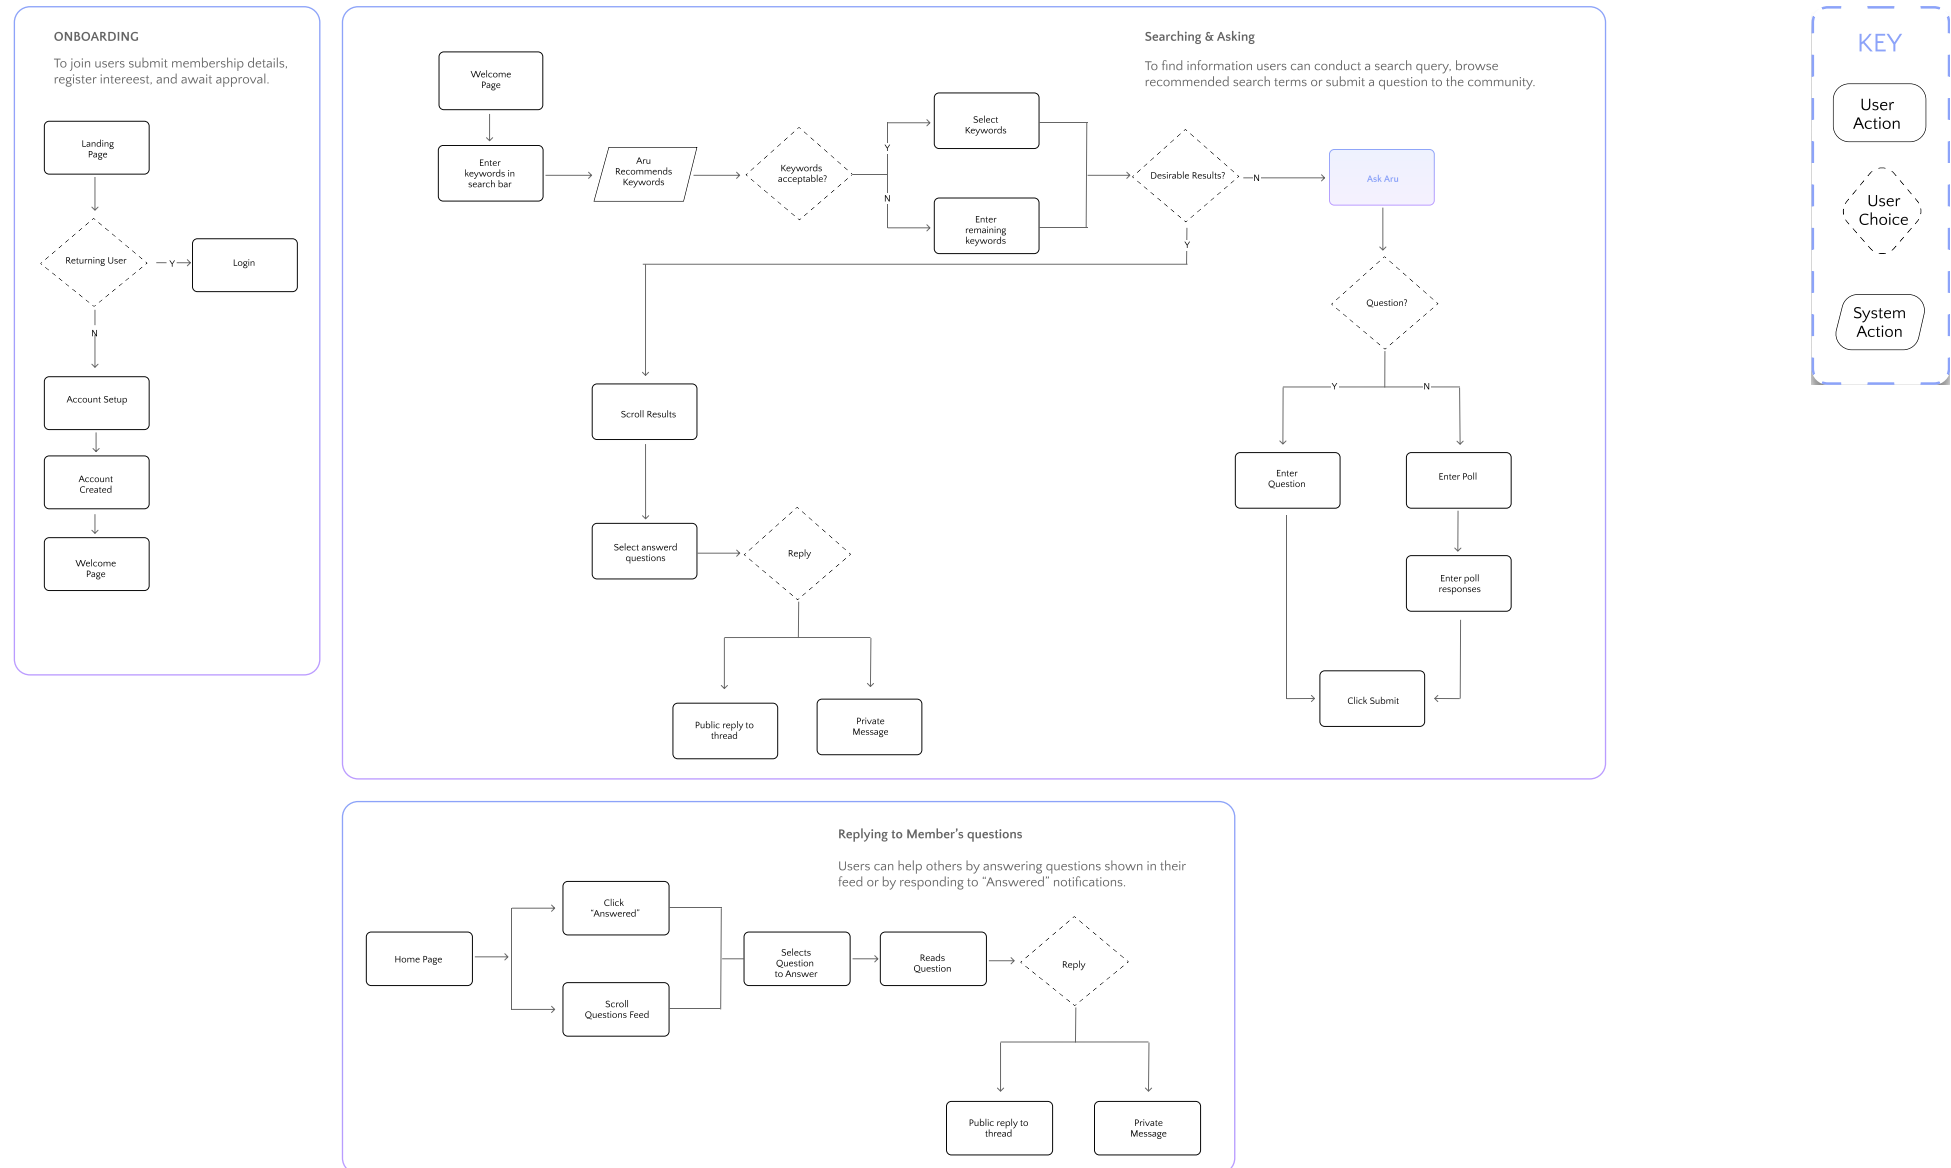 ONBOARDING
To join users submit membership details,
register intereest, and await approval.
Landing
Page
Returning User
Y
Login
N
Account Setup
Account
Created
Welcome
Page
Searching & Asking
To find information users can conduct a search query, browse
recommended search terms or submit a question to the community.
Welcome
Page
Enter
keywords in
search bar
Aru
Recommends
Keywords
Keywords
acceptable?
Y
N
Select
Keywords
Enter
remaining
keywords
Desirable Results?
N
Y
Ask Aru
Question?
Y
N
Enter
Question
Enter Poll
Enter poll
responses
Click Submit
Scroll Results
Select answerd
questions
Reply
Public reply to
thread
Private
Message
Replying to Member's questions
Users can help others by answering questions shown in their
feed or by responding to “Answered” notifications.
Home Page
Click
“Answered”
Scroll
Questions Feed
Selects
Question
to Answer
Reads
Question
Reply
Public reply to
thread
Private
Message
KEY
User
Action
User
Choice
System
Action